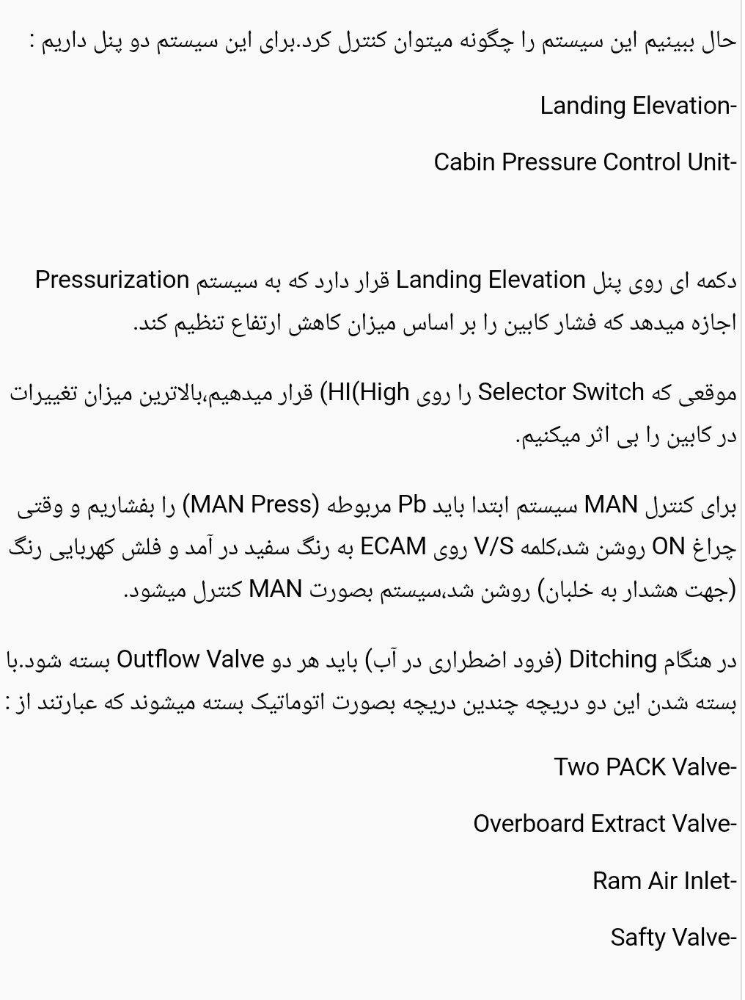 حال ببینیم این سیستم را چگونه میتوان کنترل کرد.برای این سیستم دو پنل داریم :
Landing Elevation-
Cabin Pressure Control Unit-
دکمه ای روی پنل Landing Elevation قرار دارد که به سیستم Pressurization
اجازه میدهد که فشار کابین را بر اساس میزان کاهش ارتفاع تنظیم کند.
موقعی که Selector Switch را روی HI(High) قرار میدهیم،بالاترین میزان تغییرات
در کابین را بی اثر میکنیم.
برای کنترل MAN سیستم ابتدا باید Pb مربوطه (MAN Press) را بفشاریم و وقتی
چراغ ON روشن شد،کلمه V/S روی ECAM به رنگ سفید در آمد و فلش کهربایی رنگ
(جهت هشدار به خلبان) روشن شد،سیستم بصورت MAN کنترل میشود.
در هنگام Ditching (فرود اضطراری در آب) باید هر دو Outflow Valve بسته شود.با
بسته شدن این دو دریچه چندین دریچه بصورت اتوماتیک بسته میشوند که عبارتند از :
Two PACK Valve-
Overboard Extract Valve-
Ram Air Inlet-
Safty Valve-